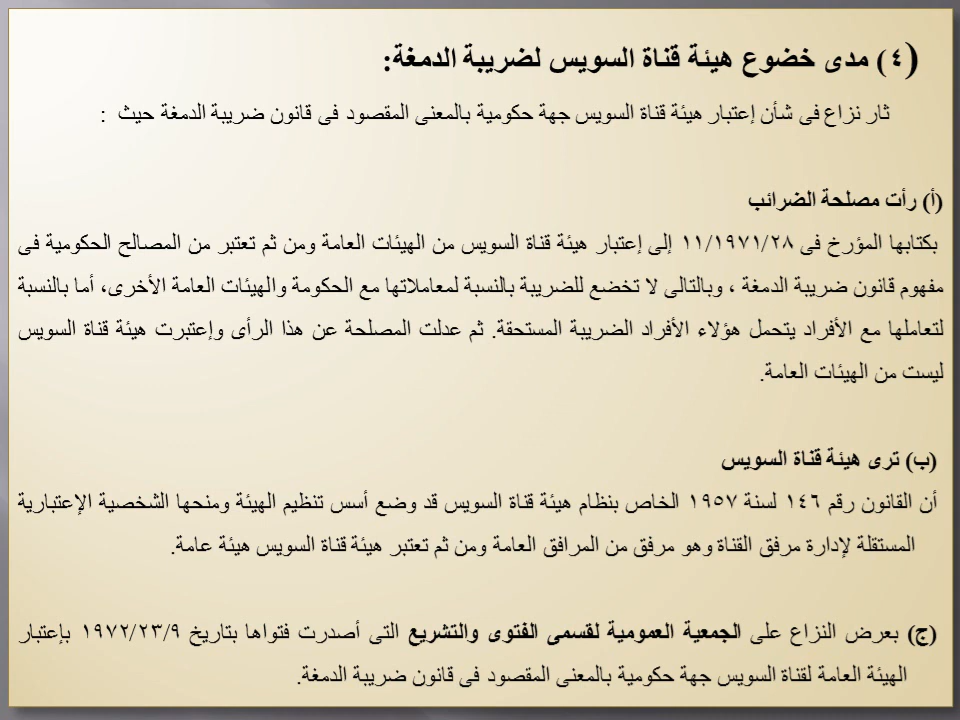 (٤) مدى خضوع هيئة قناة السويس لضريبة الدمغة:
ثار نزاع فى شأن إعتبار هيئة قناة السويس جهة حكومية بالمعنى المقصود فى قانون ضريبة الدمغة حيث :
(أ) رأت مصلحة الضرائب
بكتابها المؤرخ فى ١١/١٩٧١/٢٨ إلى إعتبار هيئة قناة السويس من الهيئات العامة ومن ثم تعتبر من المصالح الحكومية فى
مفهوم قانون ضريبة الدمغة ، وبالتالى لا تخضع للضريبة بالنسبة لمعاملاتها مع الحكومة والهيئات العامة الأخرى، أما بالنسبة
لتعاملها مع الأفراد يتحمل هؤلاء الأفراد الضريبة المستحقة. ثم عدلت المصلحة عن هذا الرأى وإعتبرت هيئة قناة السويس
ليست من الهيئات العامة.
(ب) ترى هيئة قناة السويس
أن القانون رقم ١٤٦ لسنة ١٩٥٧ الخاص بنظام هيئة قناة السويس قد وضع أسس تنظيم الهيئة ومنحها الشخصية الإعتبارية
المستقلة لإدارة مرفق القناة وهو مرفق من المرافق العامة ومن ثم تعتبر هيئة قناة السويس هيئة عامة.
(ج) بعرض النزاع على الجمعية العمومية لقسمى الفتوى والتشريع التى أصدرت فتواها بتاريخ ١٩٧٢/٢٣/٩ بإعتبار
الهيئة العامة لقناة السويس جهة حكومية بالمعنى المقصود فى قانون ضريبة الدمغة.